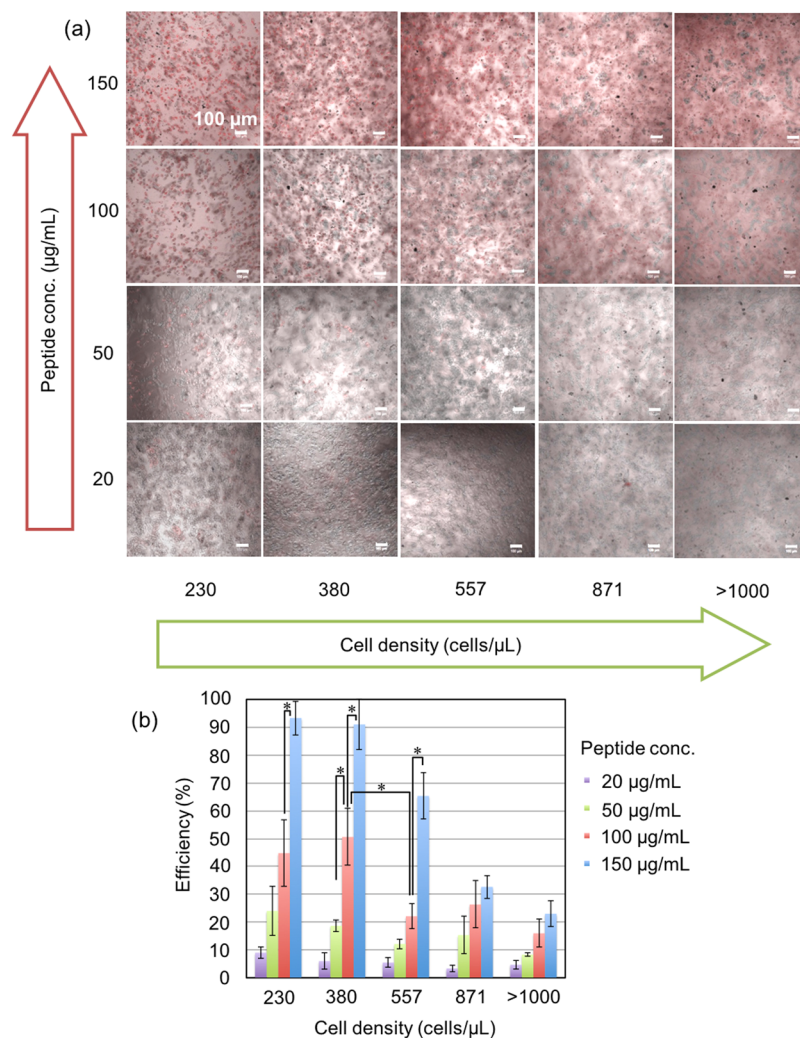 (a)
150
100 µm
100
50
20
Peptide conc. (µg/mL)
230 380 557 871 >1000
Cell density (cells/µL)
(b)
100
90
80
70
60
50
40
30
20
10
0
Efficiency (%)
* * * * *
230 380 557 871 >1000
Cell density (cells/µL)
Peptide conc.
20 µg/mL
50 µg/mL
100 µg/mL
150 µg/mL